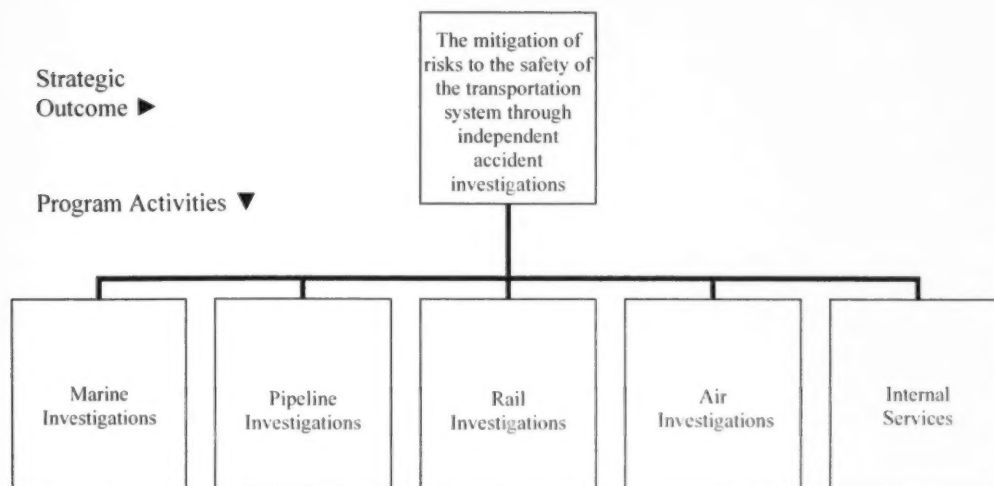 The mitigation of
risks to the safety of
the transportation
system through
independent
accident
investigations
Strategic
Outcome ►
Program Activities ▼
Marine
Investigations
Pipeline
Investigations
Rail
Investigations
Air
Investigations
Internal
Services